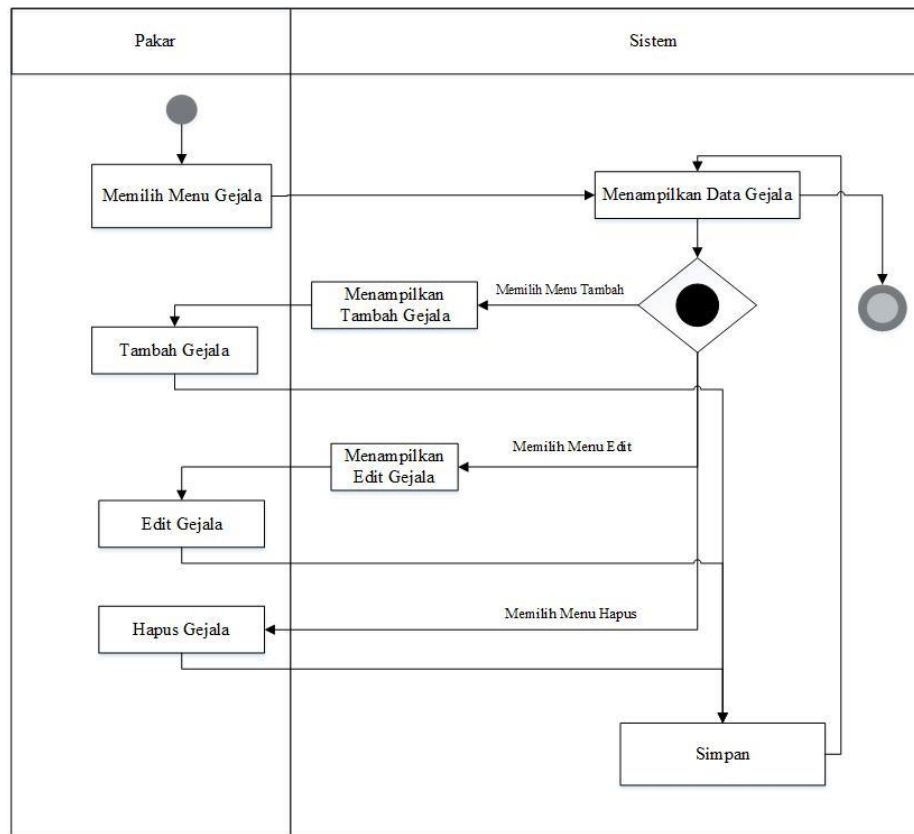 Pakar
Sistem
Memilih Menu Gejala
Menampilkan Data Gejala
Memilih Menu Tambah
Menampilkan
Tambah Gejala
Tambah Gejala
Memilih Menu Edit
Menampilkan
Edit Gejala
Edit Gejala
Memilih Menu Hapus
Hapus Gejala
Simpan